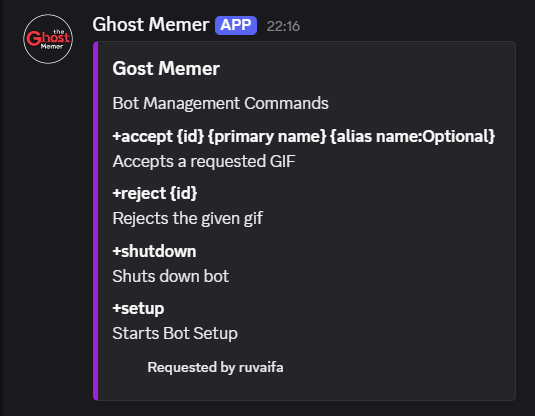 the
Ghost
Memer
Ghost Memer APP 22:16
Gost Memer
Bot Management Commands
+accept {id} {primary name} {alias name:Optional}
Accepts a requested GIF
+reject {id}
Rejects the given gif
+shutdown
Shuts down bot
+setup
Starts Bot Setup
Requested by ruvaifa